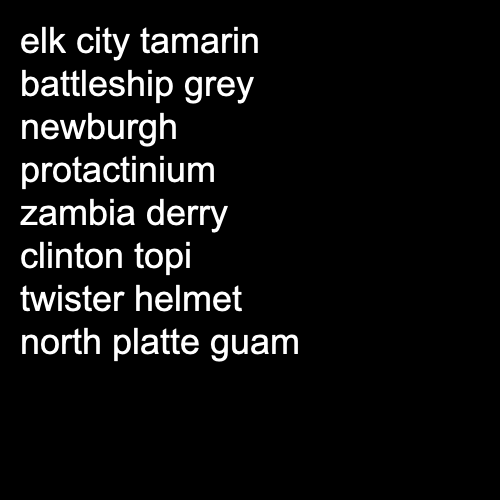 elk city tamarin
battleship grey
newburgh
protactinium
zambia derry
clinton topi
twister helmet
north platte guam